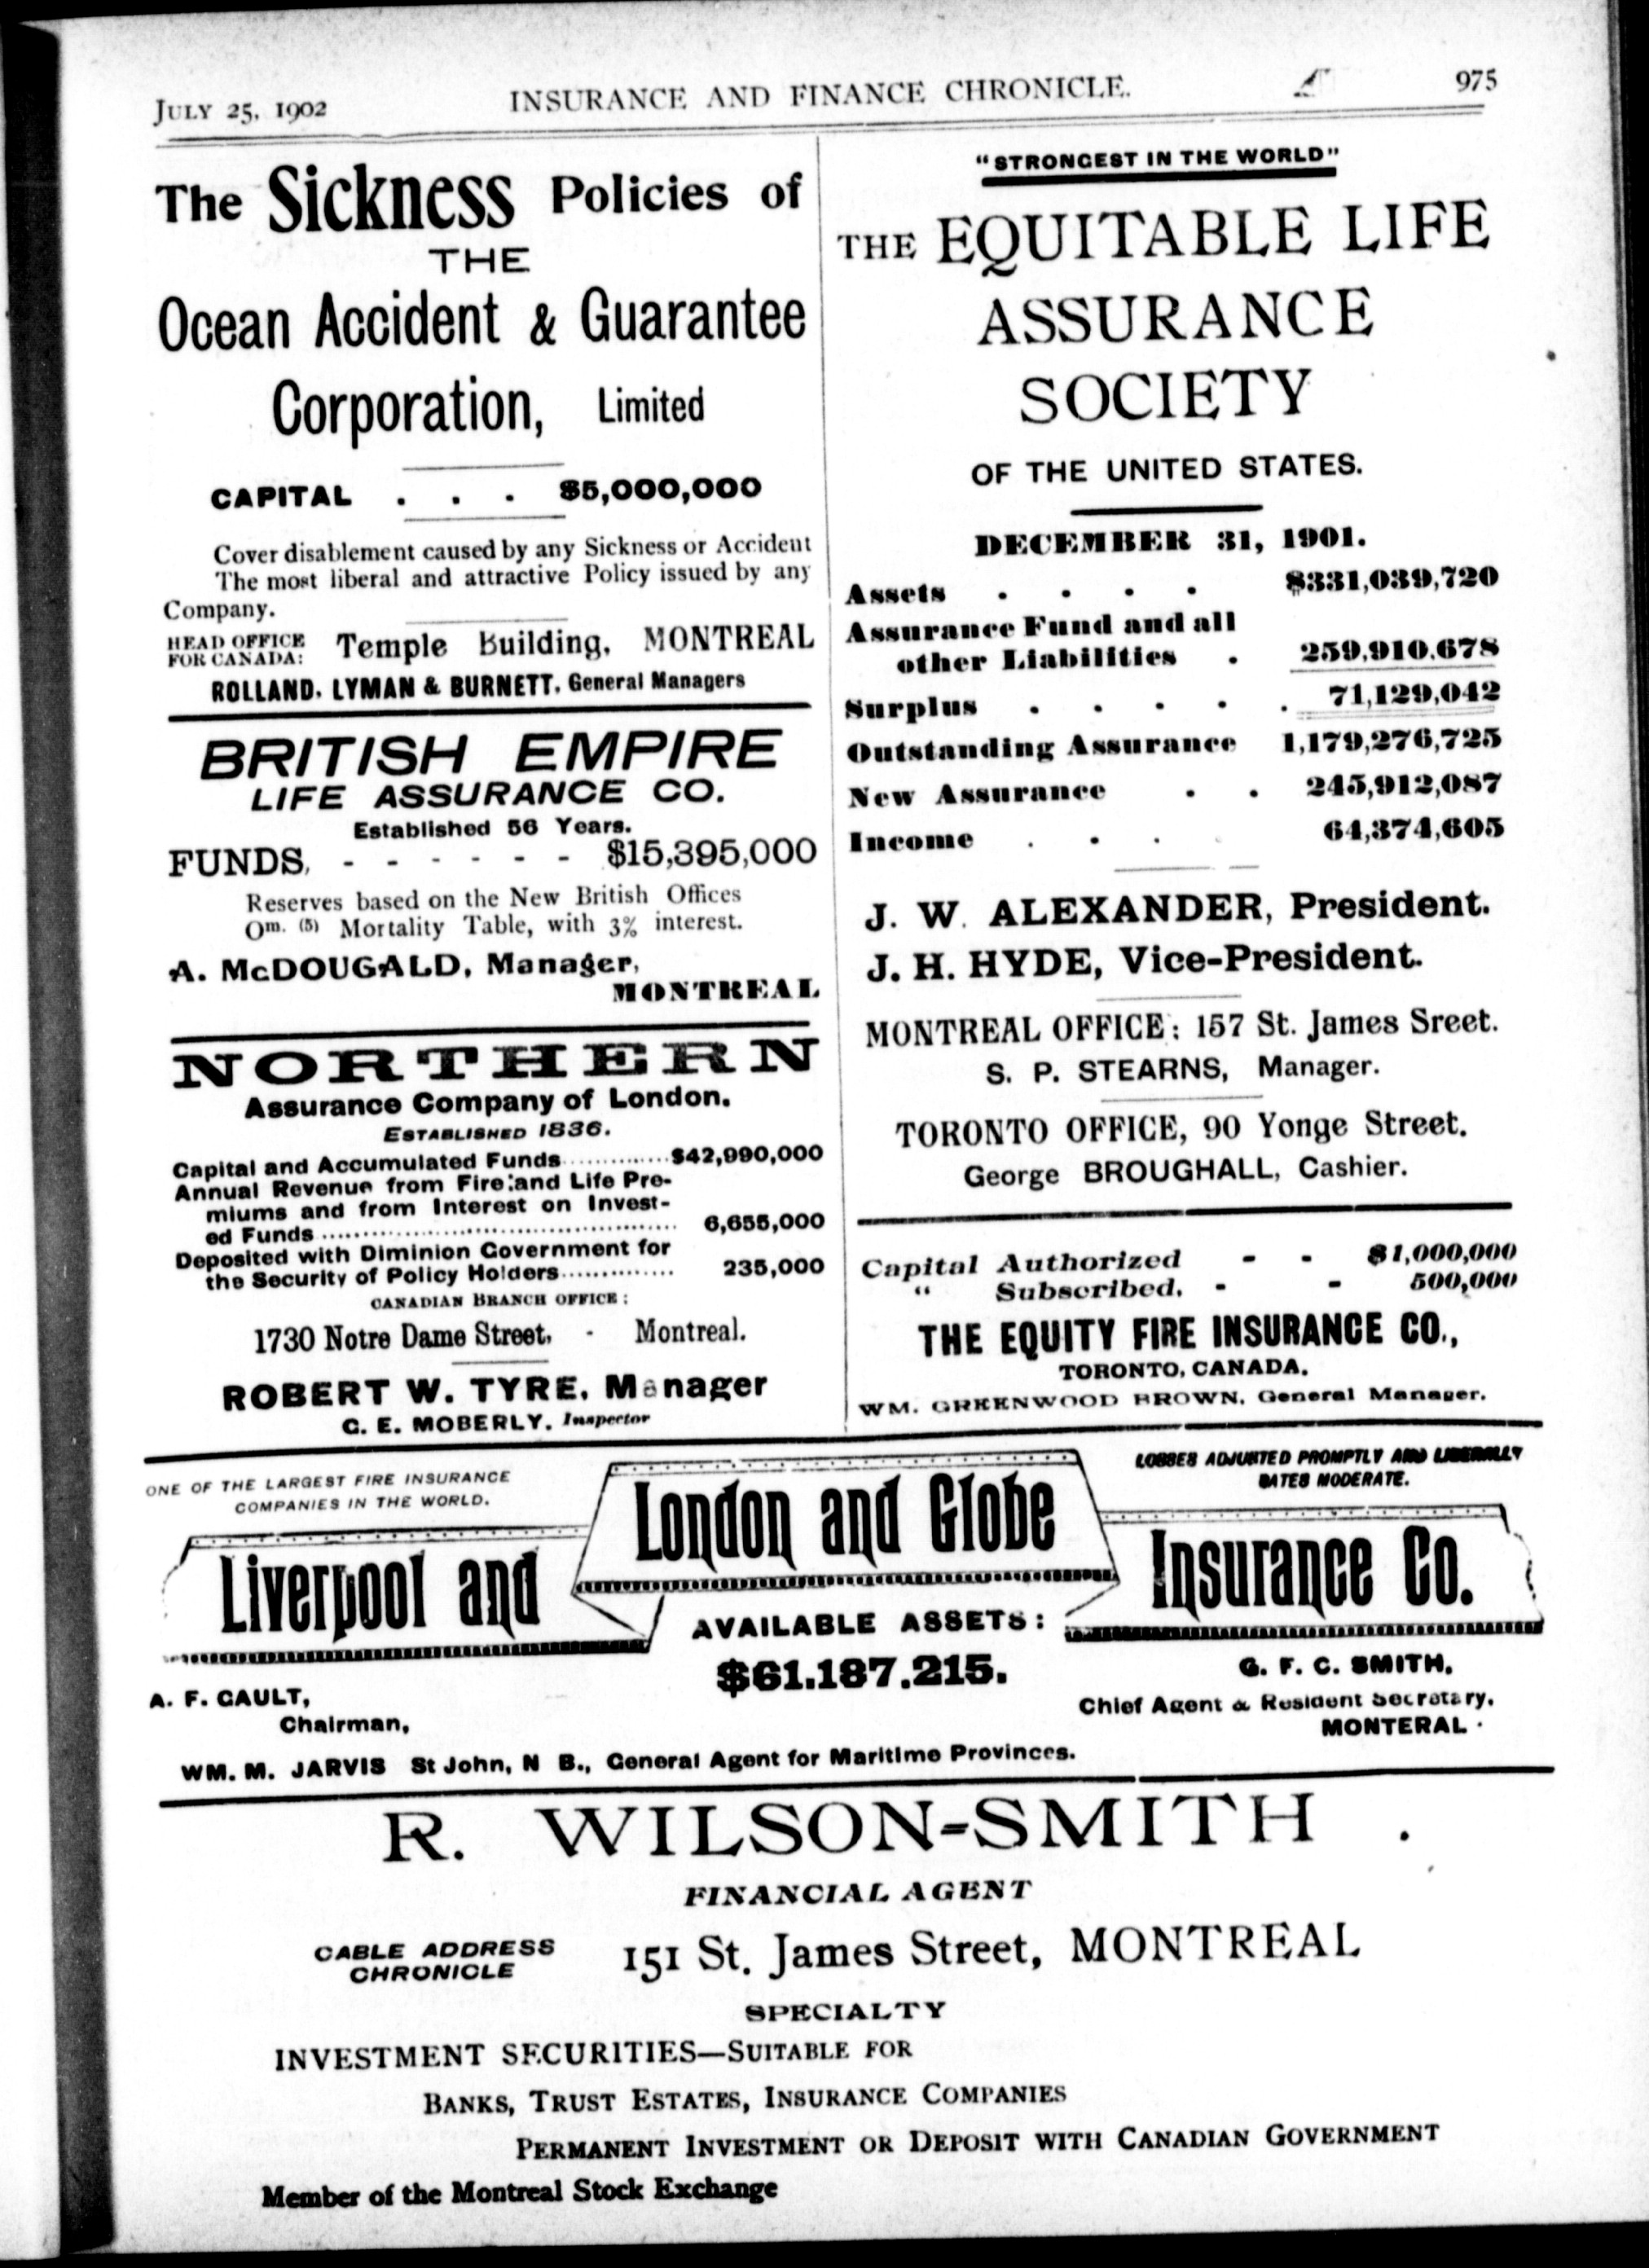 JULY 25, 1902 INSURANCE AND FINANCE CHRONICLE. 975
The Sickness Policies of
THE
Ocean Accident & Guarantee
Corporation, Limited
CAPITAL . . . $5,000,000
Cover disablement caused by any Sickness or Accident
The most liberal and attractive Policy issued by any
Company.
HEAD OFFICE
FOR CANADA: Temple Building, MONTREAL
ROLLAND, LYMAN & BURNETT, General Managers
BRITISH EMPIRE
LIFE ASSURANCE CO.
Established 56 Years.
FUNDS, - - - - - - $15,395,000
Reserves based on the New British Offices
Om. (5) Mortality Table, with 3% interest.
A. McDOUGALD, Manager,
MONTREAL
NORTHERN
Assurance Company of London.
ESTABLISHED 1836.
Capital and Accumulated Funds............$42,990,000
Annual Revenue from Fire and Life Pre-
miums and from Interest on Invest-
ed Funds........................................ 6,655,000
Deposited with Diminion Government for
the Security of Policy Holders............... 235,000
CANADIAN BRANCH OFFICE:
1730 Notre Dame Street, - Montreal.
ROBERT W. TYRE, Manager
C. E. MOBERLY, Inspector
"STRONGEST IN THE WORLD"
THE EQUITABLE LIFE
ASSURANCE
SOCIETY
OF THE UNITED STATES.
DECEMBER 31, 1901.
Assets . . . . $331,039,720
Assurance Fund and all
other Liabilities . 259,910,678
Surplus . . . . . 71,129,042
Outstanding Assurance 1,179,276,725
New Assurance . . 245,912,087
Income . . . 64,374,605
J. W. ALEXANDER, President.
J. H. HYDE, Vice-President.
MONTREAL OFFICE: 157 St. James Sreet.
S. P. STEARNS, Manager.
TORONTO OFFICE, 90 Yonge Street.
George BROUGHALL, Cashier.
Capital Authorized - - $1,000,000
" Subscribed, - - 500,000
THE EQUITY FIRE INSURANCE CO.,
TORONTO, CANADA.
WM. GREENWOOD BROWN, General Manager.
ONE OF THE LARGEST FIRE INSURANCE
COMPANIES IN THE WORLD.
LOSSES ADJUSTED PROMPTLY AND LIBERALLY
RATES MODERATE.
Liverpool and London and Globe Insurance Co.
AVAILABLE ASSETS:
$61,187,215.
A. F. GAULT,
Chairman,
G. F. C. SMITH,
Chief Agent & Resident Secretary,
MONTERAL.
WM. M. JARVIS St John, N B., General Agent for Maritime Provinces.
R. WILSON-SMITH
FINANCIAL AGENT
CABLE ADDRESS
CHRONICLE
151 St. James Street, MONTREAL
SPECIALTY
INVESTMENT SECURITIES—SUITABLE FOR
BANKS, TRUST ESTATES, INSURANCE COMPANIES
PERMANENT INVESTMENT OR DEPOSIT WITH CANADIAN GOVERNMENT
Member of the Montreal Stock Exchange